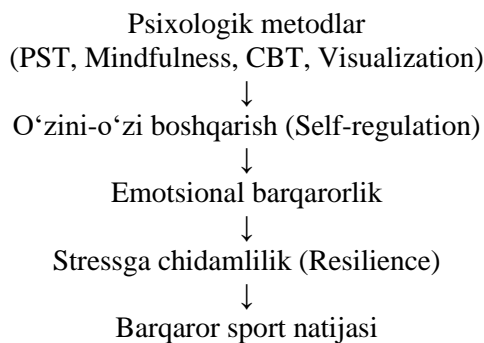 Psixologik metodlar
(PST, Mindfulness, CBT, Visualization)
↓
O‘zini-o‘zi boshqarish (Self-regulation)
↓
Emotsional barqarorlik
↓
Stressga chidamlilik (Resilience)
↓
Barqaror sport natijasi